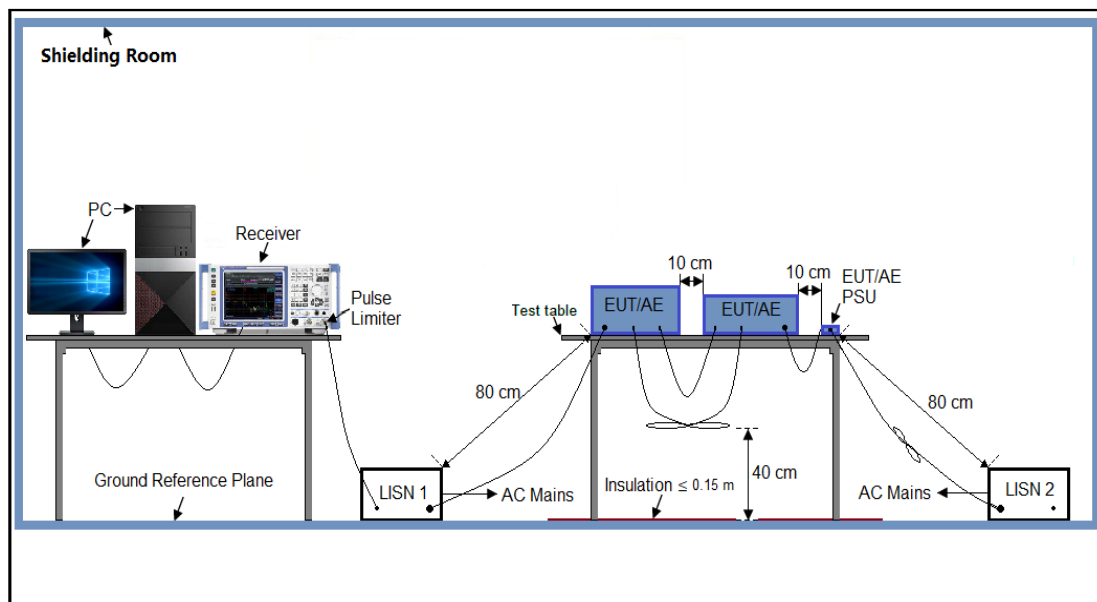 Shielding Room
PC
Receiver
Pulse
Limiter
Test table
EUT/AE
10 cm
EUT/AE
10 cm
EUT/AE
PSU
80 cm
80 cm
40 cm
Ground Reference Plane
LISN 1
AC Mains
Insulation ≤ 0.15 m
AC Mains
LISN 2